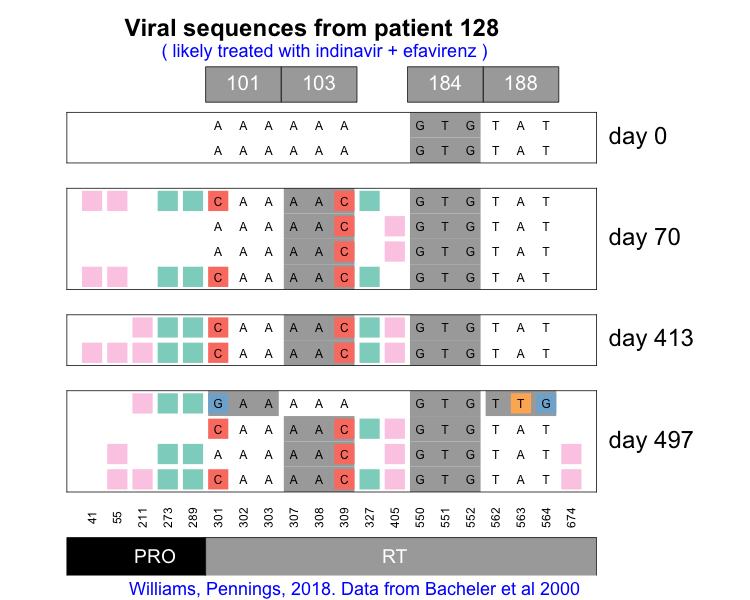 Viral sequences from patient 128
( likely treated with indinavir + efavirenz )
101 103 184 188
A A A A A A G T G T A T
A A A A A A G T G T A T
day 0
C A A A A C G T G T A T
A A A A A C G T G T A T
A A A A A C G T G T A T
C A A A A C G T G T A T
day 70
C A A A A C G T G T A T
C A A A A C G T G T A T
day 413
G A A A A A G T G T T G
C A A A A C G T G T A T
A A A A A C G T G T A T
C A A A A C G T G T A T
day 497
41 55 211 273 289 301 302 303 307 308 309 327 405 550 551 552 562 563 564 674
PRO RT
Williams, Pennings, 2018. Data from Bacheler et al 2000